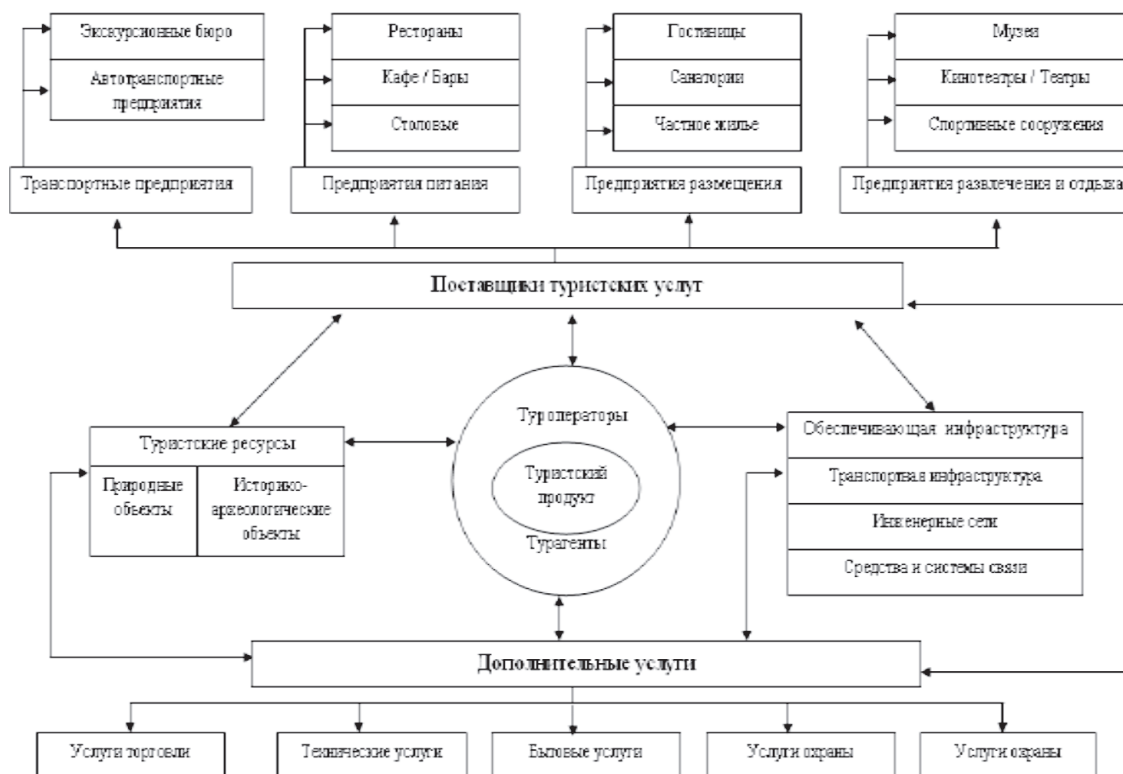 Экскурсионные бюро
Автотранспортные
предприятия
Транспортные предприятия
Рестораны
Кафе / Бары
Столовые
Предприятия питания
Гостиницы
Санатории
Частное жилье
Предприятия размещения
Музеи
Кинотеатры / Театры
Спортивные сооружения
Предприятия развлечения и отдыха
Поставщики туристских услуг
Туроператоры
Туристский
продукт
Турагенты
Туристские ресурсы
Природные
объекты
Историко-
археологические
объекты
Обеспечивающая инфраструктура
Транспортная инфраструктура
Инженерные сети
Средства и системы связи
Дополнительные услуги
Услуги торговли
Технические услуги
Бытовые услуги
Услуги охраны
Услуги охраны